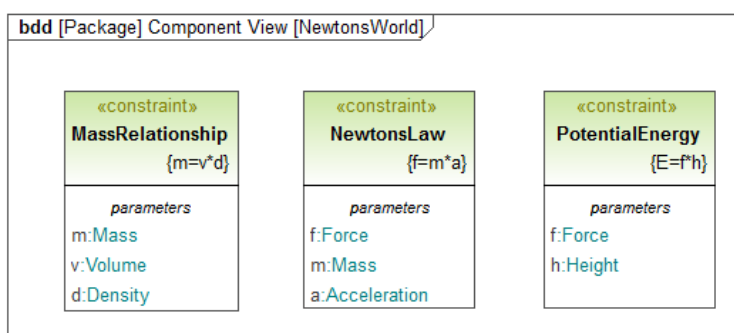 bdd [Package] Component View [NewtonsWorld]
«constraint»
MassRelationship
{m=v*d}
parameters
m:Mass
v:Volume
d:Density
«constraint»
NewtonsLaw
{f=m*a}
parameters
f:Force
m:Mass
a:Acceleration
«constraint»
PotentialEnergy
{E=f*h}
parameters
f:Force
h:Height